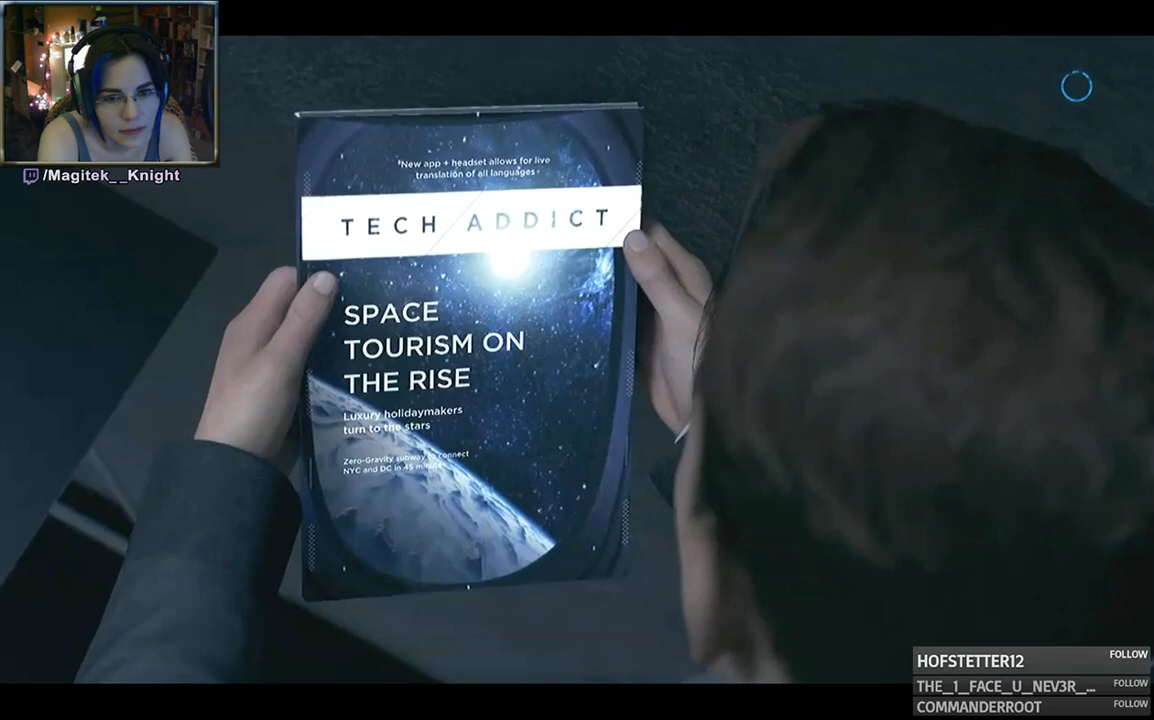 /Magitek__Knight
"New app + headset allows for live
translation of all languages
TECH ADDICT
SPACE
TOURISM ON
THE RISE
Luxury holidaymakers
turn to the stars
Zero-Gravity subway to connect
NYC and DC in 45 minutes
HOFSTETTER12 FOLLOW
THE_1_FACE_U_NEV3R_... FOLLOW
COMMANDERROOT FOLLOW